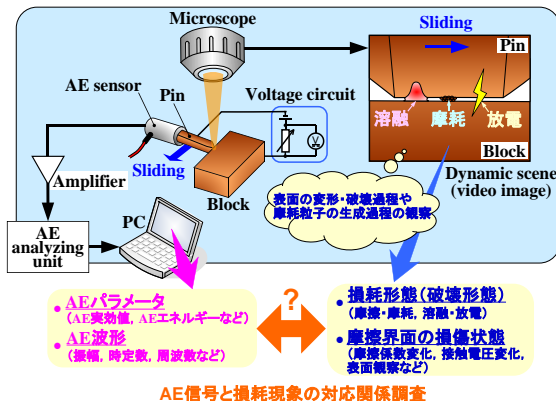 Microscope
Sliding
Pin
AE sensor
Pin
Voltage circuit
V
溶融
摩耗
放電
Sliding
Block
Block
Amplifier
Dynamic scene
(video image)
表面の変形・破壊過程や
摩耗粒子の生成過程の観察
PC
AE
analyzing
unit
• AEパラメータ
(AE実効値, AEエネルギーなど)
• AE波形
(振幅, 時定数, 周波数など)
?
• 損耗形態(破壊形態)
(摩擦・摩耗, 溶融・放電)
• 摩擦界面の損傷状態
(摩擦係数変化, 接触電圧変化,
表面観察など)
AE信号と損耗現象の対応関係調査